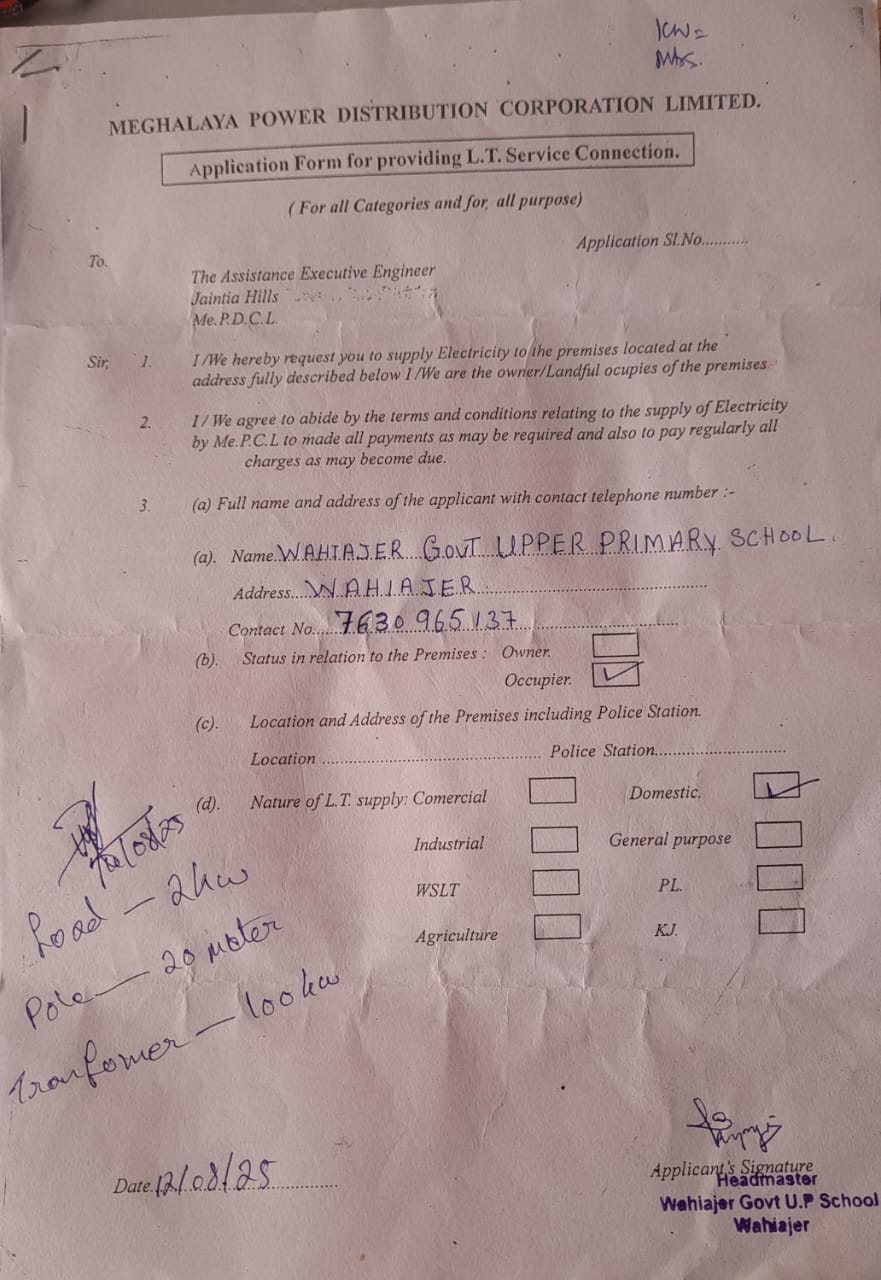 1KW=
MEGHALAYA POWER DISTRIBUTION CORPORATION LIMITED.
Application Form for providing L.T. Service Connection.
( For all Categories and for, all purpose)
Application Sl.No...........
To.
The Assistance Executive Engineer
Jaintia Hills
Me.P.D.C.L.
Sir, 1. I /We hereby request you to supply Electricity to the premises located at the
address fully described below I /We are the owner/Landful ocupies of the premises
2. I / We agree to abide by the terms and conditions relating to the supply of Electricity
by Me.P.C.L to made all payments as may be required and also to pay regularly all
charges as may become due.
3. (a) Full name and address of the applicant with contact telephone number :-
(a). Name. WAHIAJER GOVT UPPER PRIMARY SCHOOL.
Address.... WAHIAJER
Contact No..... 7630 965 137
(b). Status in relation to the Premises : Owner.
Occupier.
(c). Location and Address of the Premises including Police Station.
Location ................................................ Police Station.............................
(d). Nature of L.T. supply: Comercial Domestic.
Industrial General purpose
WSLT PL.
Agriculture KJ.
Load — 2kw
Pole — 20 moter
Tranfomer — 100kw
Date. 12/08/25
Applicant's Signature
Headmaster
Wahiajer Govt U.P School
Wahiajer